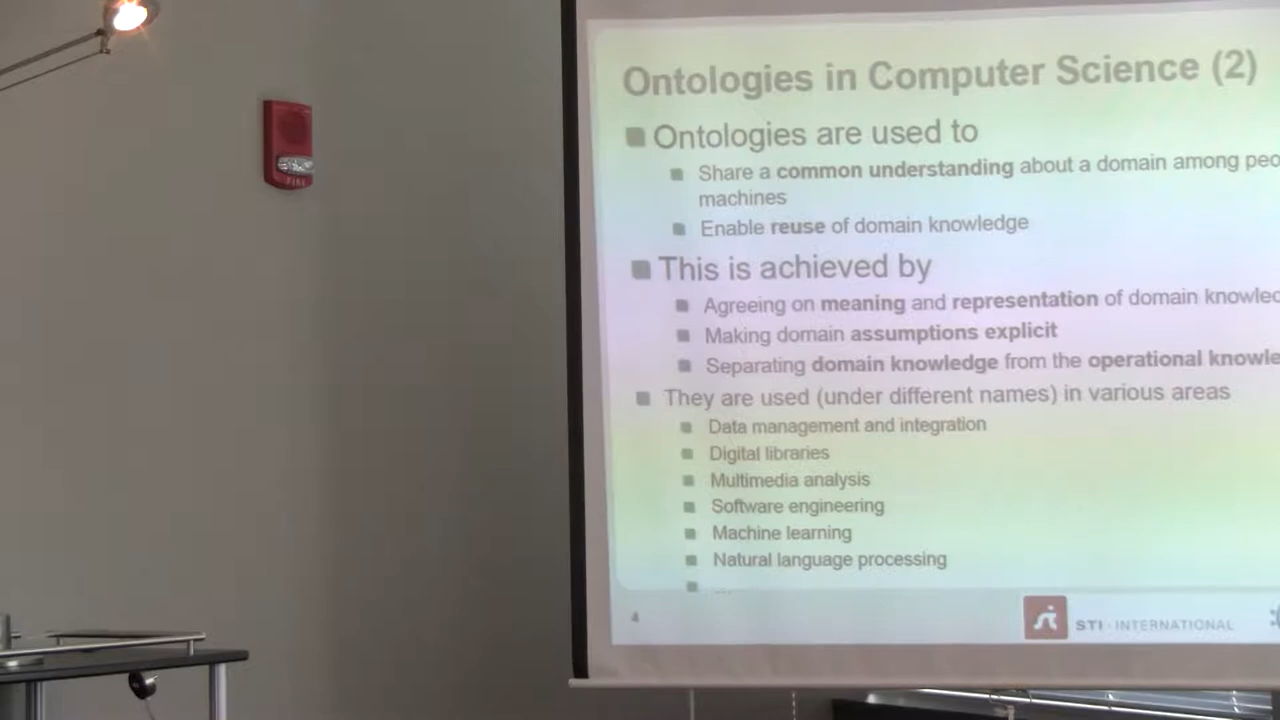 Ontologies in Computer Science (2)
Ontologies are used to
Share a common understanding about a domain among peo
machines
Enable reuse of domain knowledge
This is achieved by
Agreeing on meaning and representation of domain knowled
Making domain assumptions explicit
Separating domain knowledge from the operational knowle
They are used (under different names) in various areas
Data management and integration
Digital libraries
Multimedia analysis
Software engineering
Machine learning
Natural language processing
...
4
STI · INTERNATIONAL
FIRE